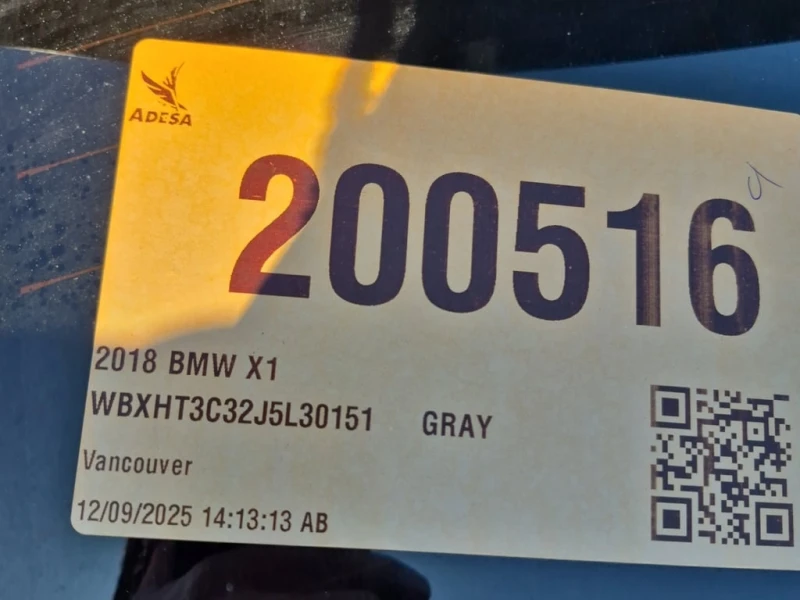 ADESA
200516
2018 BMW X1
WBXHT3C32J5L30151 GRAY
Vancouver
12/09/2025 14:13:13 AB